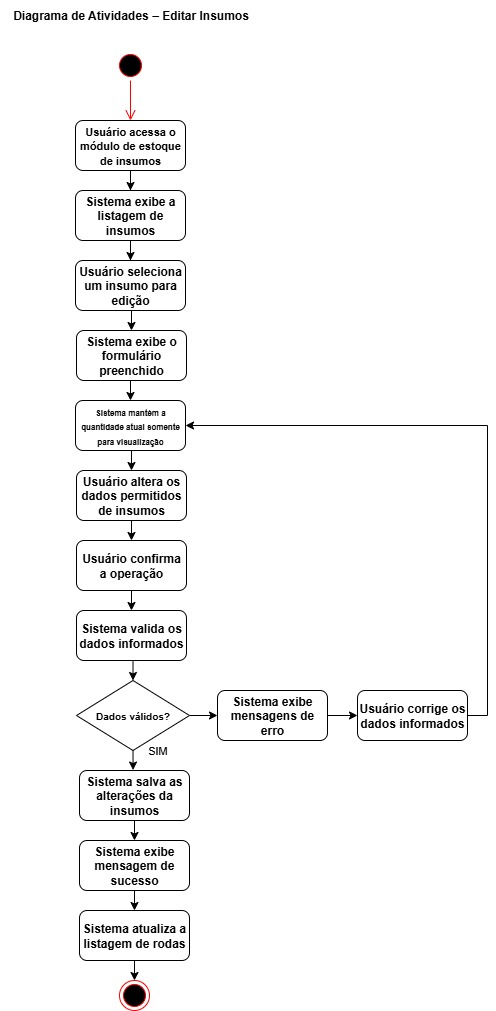 Diagrama de Atividades – Editar Insumos
Usuário acessa o
módulo de estoque
de insumos
Sistema exibe a
listagem de
insumos
Usuário seleciona
um insumo para
edição
Sistema exibe o
formulário
preenchido
Sistema mantém a
quantidade atual somente
para visualização
Usuário altera os
dados permitidos
de insumos
Usuário confirma
a operação
Sistema valida os
dados informados
Dados válidos?
Sistema exibe
mensagens de
erro
Usuário corrige os
dados informados
SIM
Sistema salva as
alterações da
insumos
Sistema exibe
mensagem de
sucesso
Sistema atualiza a
listagem de rodas